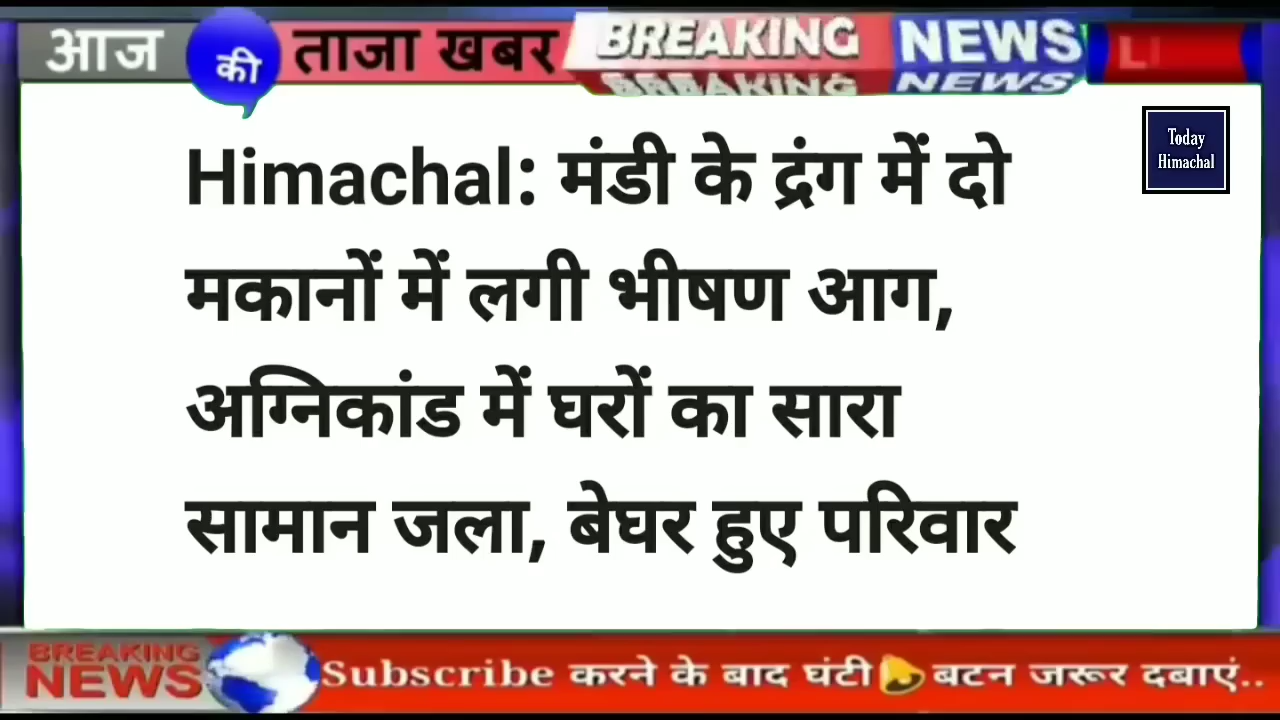 आज की ताजा खबर BREAKING NEWS
Today
Himachal
Himachal: मंडी के द्रंग में दो
मकानों में लगी भीषण आग,
अग्निकांड में घरों का सारा
सामान जला, बेघर हुए परिवार
BREAKING
NEWS
Subscribe करने के बाद घंटी बटन जरूर दबाएं..